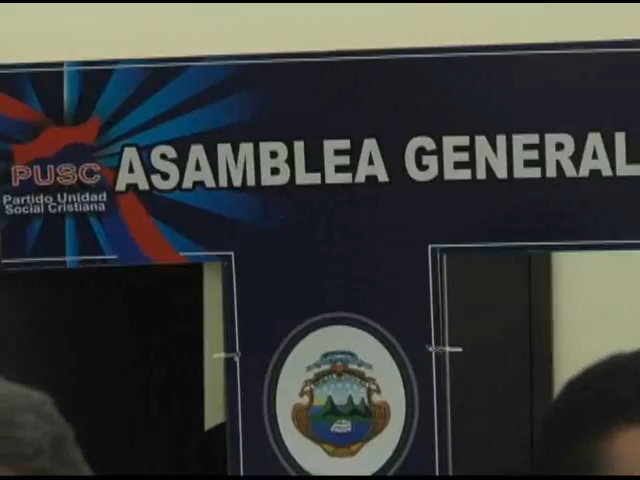 PUSC
Partido Unidad
Social Cristiana
ASAMBLEA GENERAL